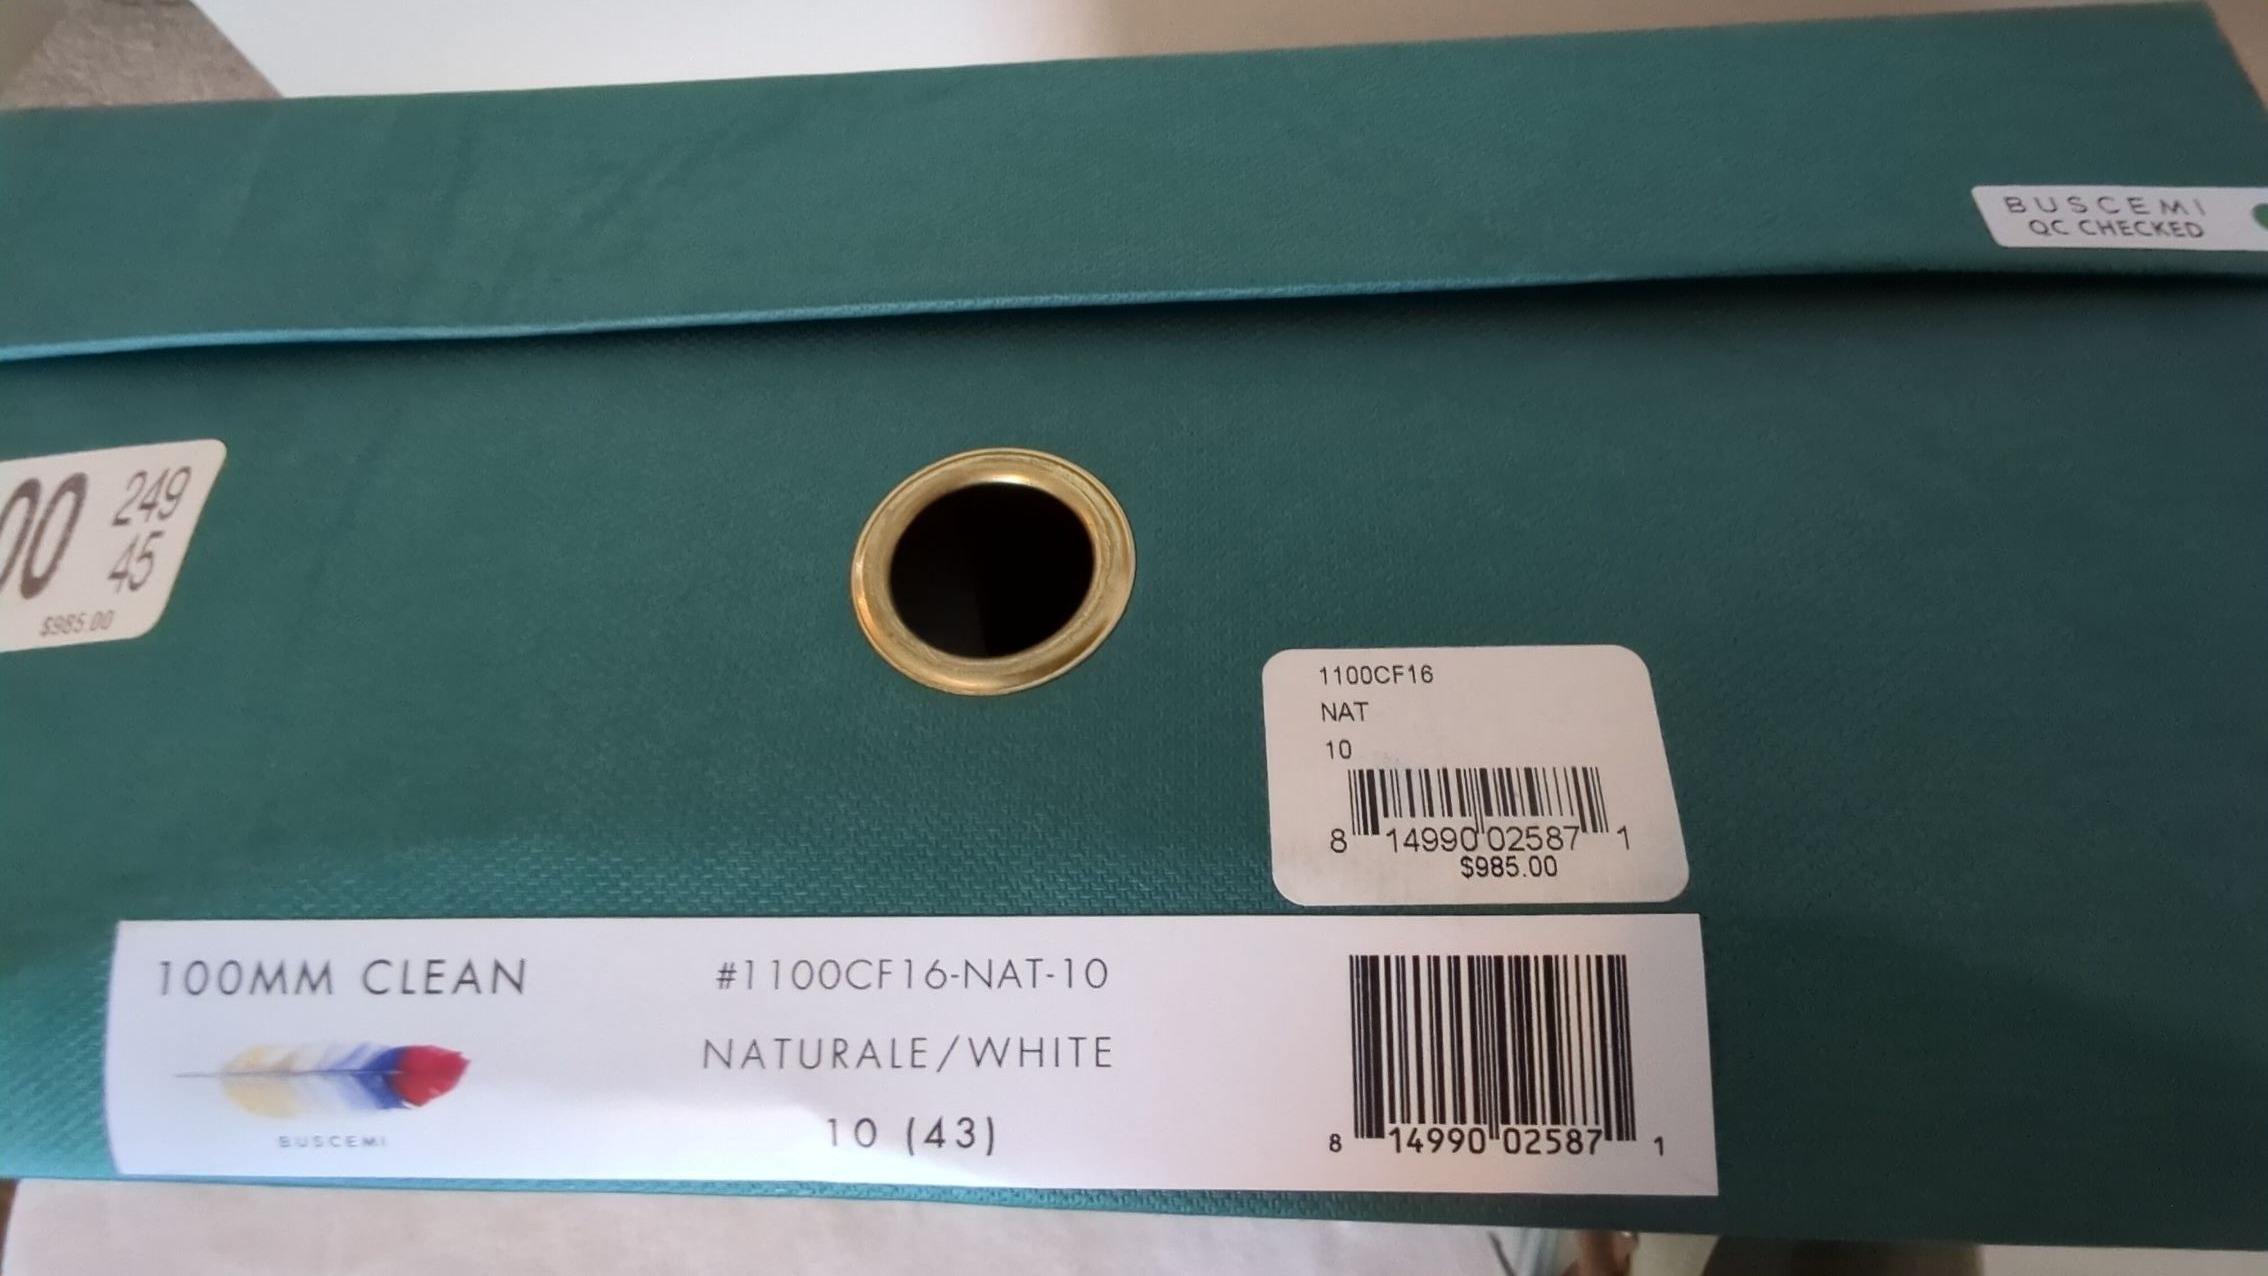 BUSCEMI
QC CHECKED
00
249
45
$985.00
1100CF16
NAT
10
8 14990 02587 1
$985.00
100MM CLEAN
BUSCEMI
#1100CF16-NAT-10
NATURALE/WHITE
10 (43)
8 14990 02587 1